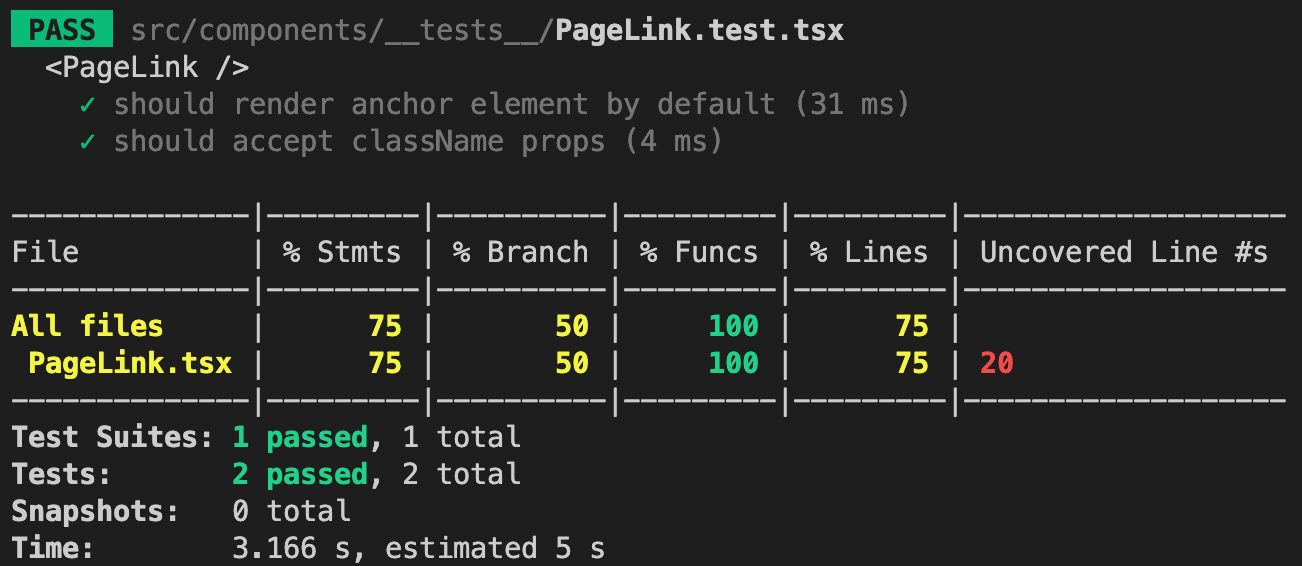 PASS src/components/__tests__/PageLink.test.tsx
  <PageLink />
    ✓ should render anchor element by default (31 ms)
    ✓ should accept className props (4 ms)

--------------|---------|----------|---------|---------|-------------------
File          | % Stmts | % Branch | % Funcs | % Lines | Uncovered Line #s
--------------|---------|----------|---------|---------|-------------------
All files     |      75 |       50 |     100 |      75 |
 PageLink.tsx |      75 |       50 |     100 |      75 | 20
--------------|---------|----------|---------|---------|-------------------
Test Suites: 1 passed, 1 total
Tests:       2 passed, 2 total
Snapshots:   0 total
Time:        3.166 s, estimated 5 s